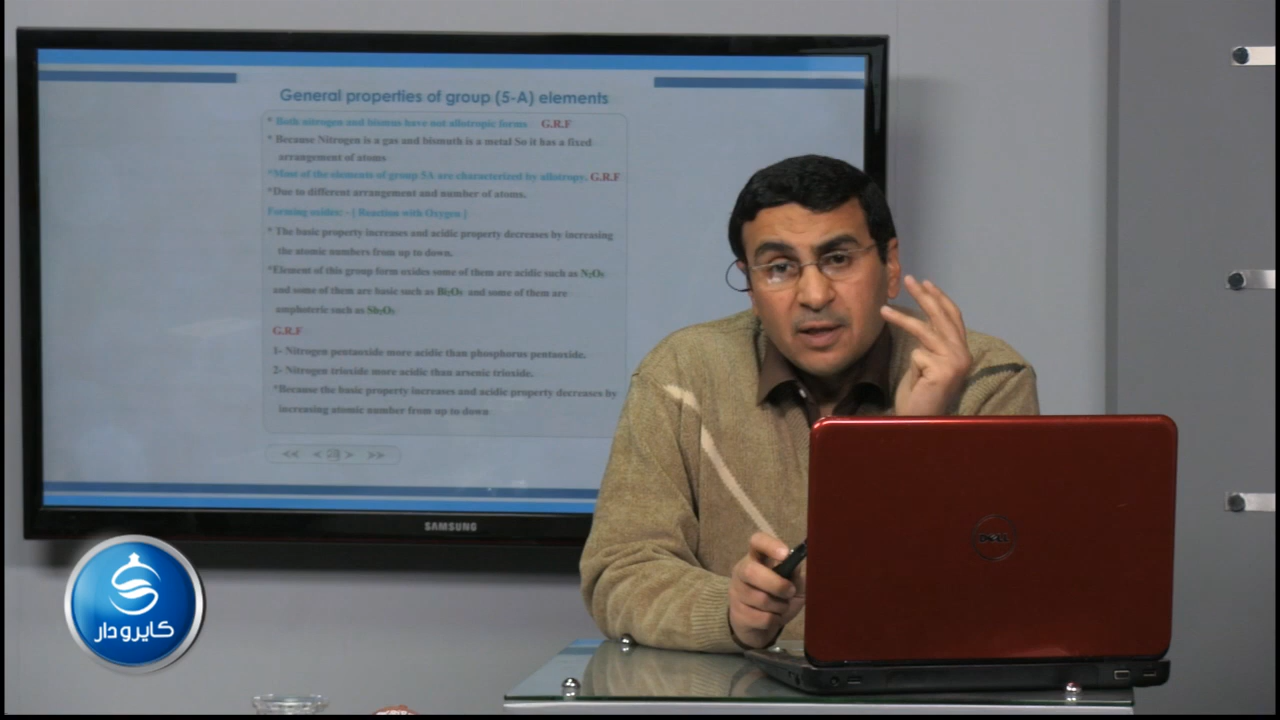 General properties of group (5-A) elements
* Both nitrogen and bismus have not allotropic forms G.R.F
* Because Nitrogen is a gas and bismuth is a metal So it has a fixed
arrangement of atoms
*Most of the elements of group 5A are characterized by allotropy. G.R.F
*Due to different arrangement and number of atoms.
Forming oxides: - [ Reaction with Oxygen ]
* The basic property increases and acidic property decreases by increasing
the atomic numbers from up to down.
*Element of this group form oxides some of them are acidic such as N₂O₅
and some of them are basic such as Bi₂O₅ and some of them are
amphoteric such as Sb₂O₅
G.R.F
1- Nitrogen pentaoxide more acidic than phosphorus pentaoxide.
2- Nitrogen trioxide more acidic than arsenic trioxide.
*Because the basic property increases and acidic property decreases by
increasing atomic number from up to down
SAMSUNG
DELL
كايرودار